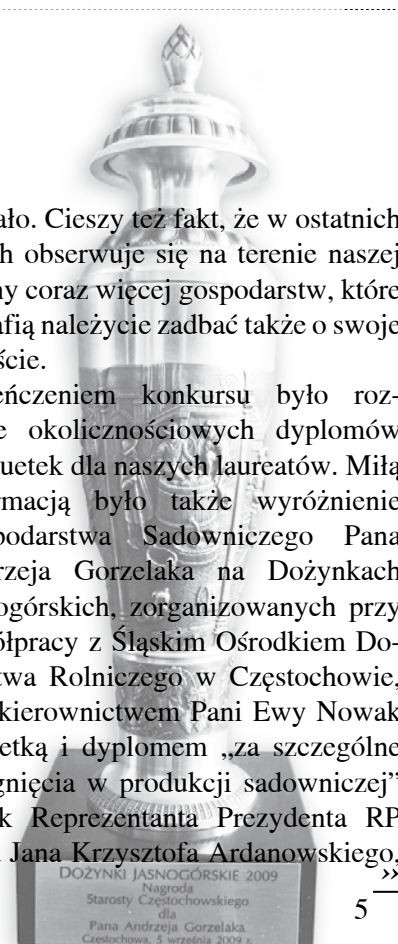 ało. Cieszy też fakt, że w ostatnich
h obserwuje się na terenie naszej
ny coraz więcej gospodarstw, które
afią należycie zadbać także o swoje
ście.
eńczeniem konkursu było roz-
e okolicznościowych dyplomów
uetek dla naszych laureatów. Miłą
rmacją było także wyróżnienie
podarstwa Sadowniczego Pana
rzeja Gorzelaka na Dożynkach
ogórskich, zorganizowanych przy
ółpracy z Śląskim Ośrodkiem Do-
twa Rolniczego w Częstochowie,
kierownictwem Pani Ewy Nowak
etką i dyplomem „za szczególne
gnięcia w produkcji sadowniczej”
k Reprezentanta Prezydenta RP
Jana Krzysztofa Ardanowskiego,
DOŻYNKI JASNOGÓRSKIE 2009
Nagroda
Starosty Częstochowskiego
dla
Pana Andrzeja Gorzelaka
Częstochowa, 5 września 2009 r.
»
5